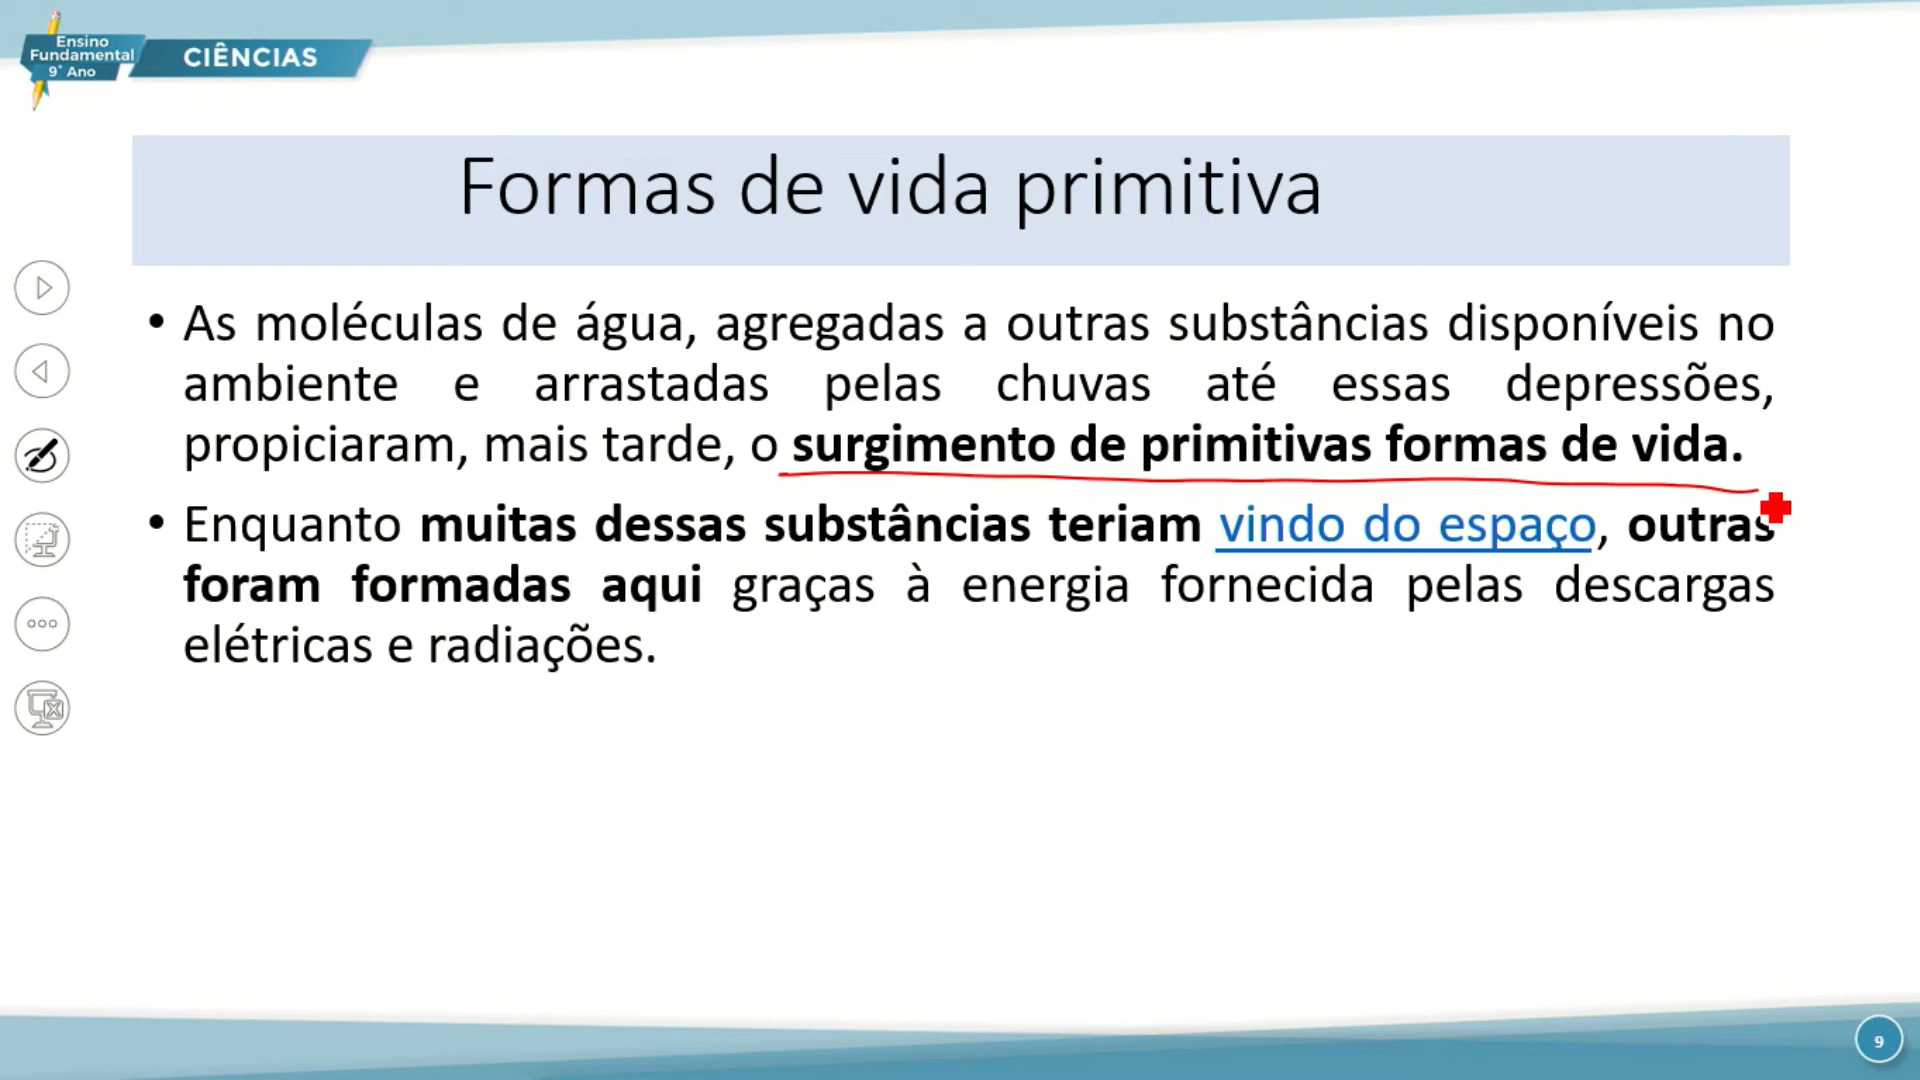 Ensino
Fundamental
9° Ano
CIÊNCIAS
Formas de vida primitiva
• As moléculas de água, agregadas a outras substâncias disponíveis no
ambiente e arrastadas pelas chuvas até essas depressões,
propiciaram, mais tarde, o surgimento de primitivas formas de vida.
• Enquanto muitas dessas substâncias teriam vindo do espaço, outras
foram formadas aqui graças à energia fornecida pelas descargas
elétricas e radiações.
9